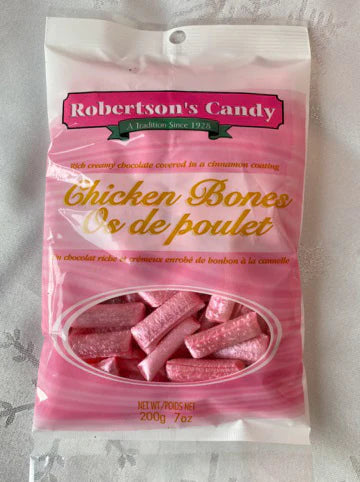 Robertson's Candy
A Tradition Since 1928
Rich creamy chocolate covered in a cinnamon coating
Chicken Bones
Os de poulet
Du chocolat riche et crémeux enrobé de bonbon à la cannelle
NET WT/POIDS NET
200g 7oz